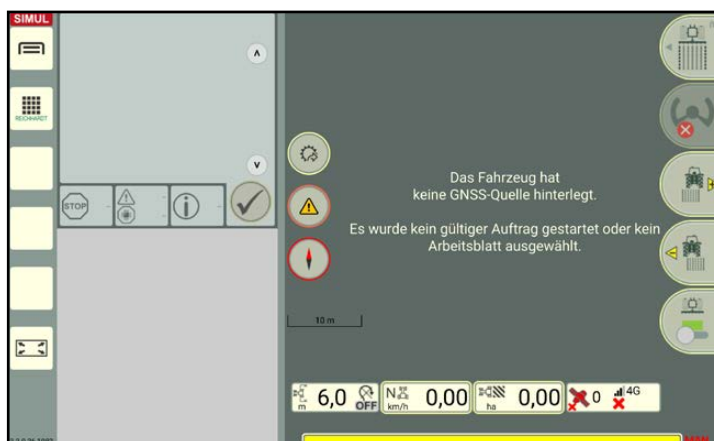 SIMUL
REICHHARDT
STOP
Das Fahrzeug hat
keine GNSS-Quelle hinterlegt.
Es wurde kein gültiger Auftrag gestartet oder kein
Arbeitsblatt ausgewählt.
10 m
m 6,0 OFF
N km/h 0,00
ha 0,00
0 4G